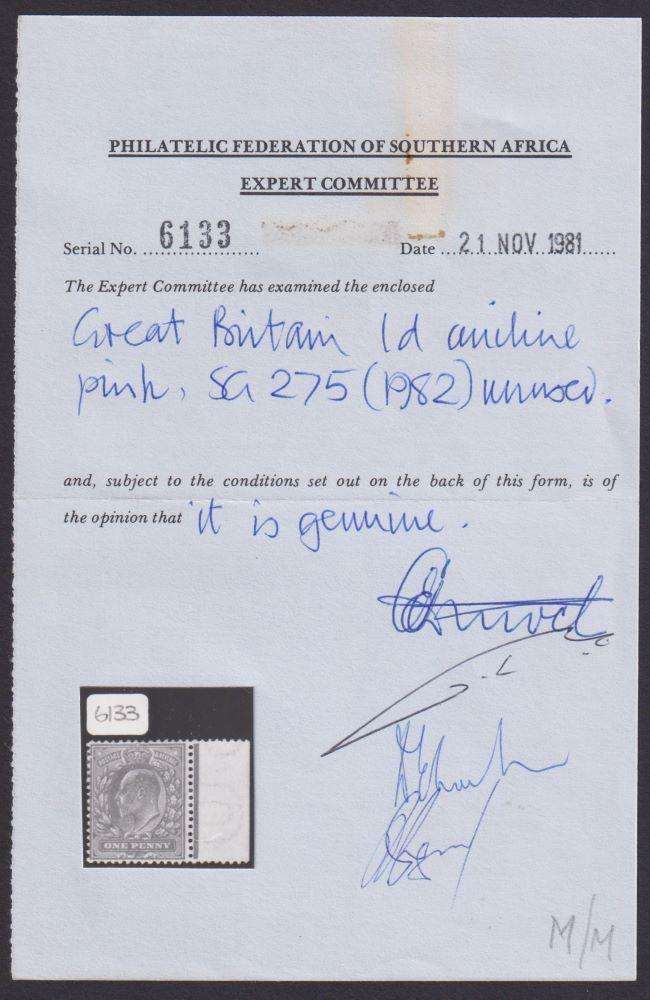 PHILATELIC FEDERATION OF SOUTHERN AFRICA
EXPERT COMMITTEE
Serial No. 6133 Date 21 NOV 1981
The Expert Committee has examined the enclosed
Great Britain 1d aniline
pink, SG 275 (1982) unused.
and, subject to the conditions set out on the back of this form, is of
the opinion that it is genuine.
6133
ONE PENNY
M/M